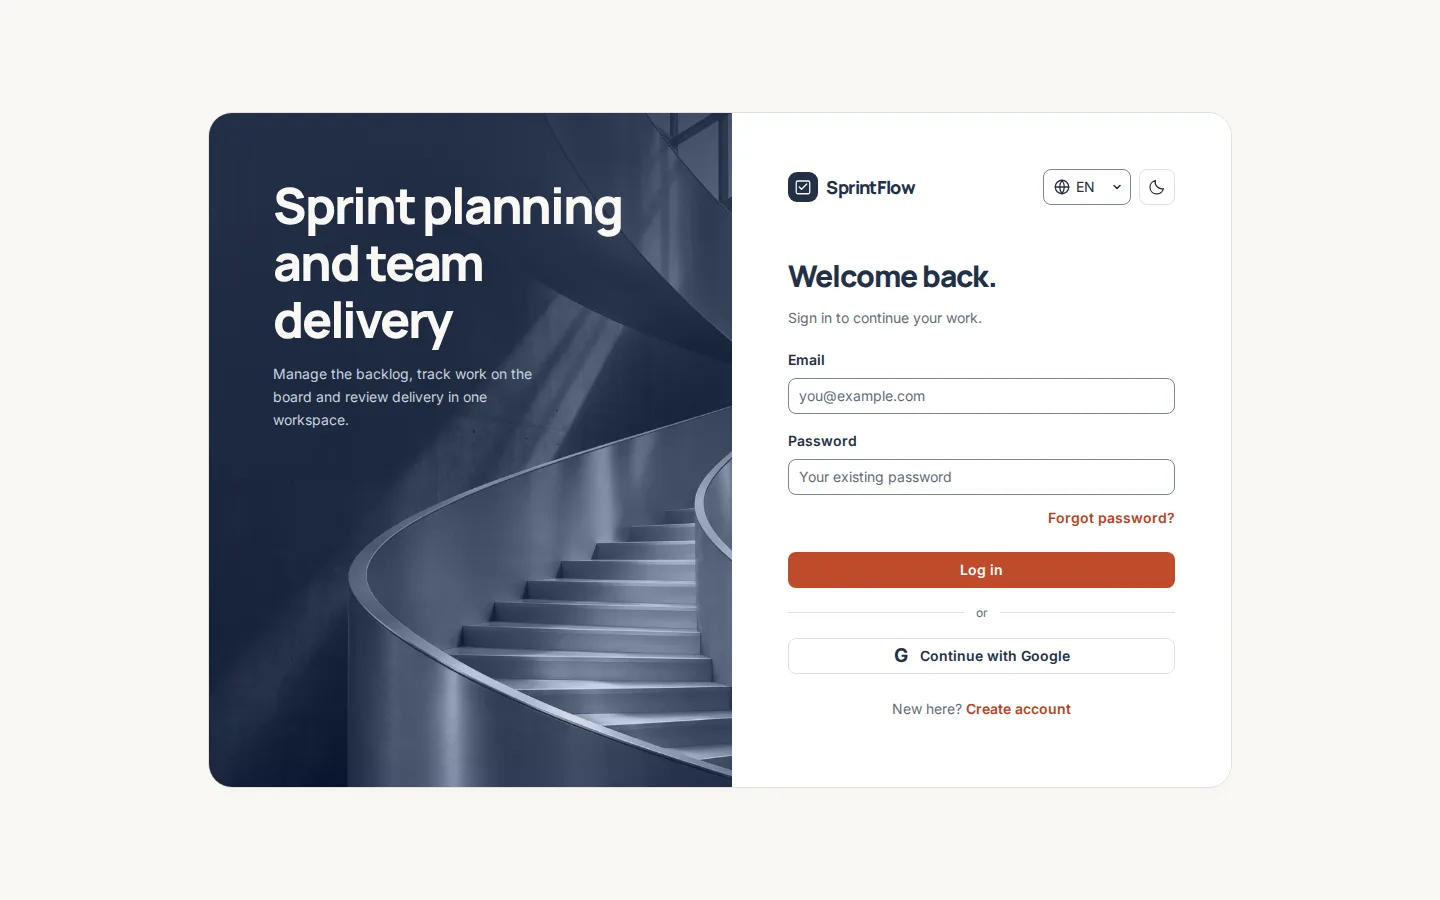 Sprint planning
and team
delivery
Manage the backlog, track work on the
board and review delivery in one
workspace.
SprintFlow
EN
Welcome back.
Sign in to continue your work.
Email
you@example.com
Password
Your existing password
Forgot password?
Log in
or
G Continue with Google
New here? Create account